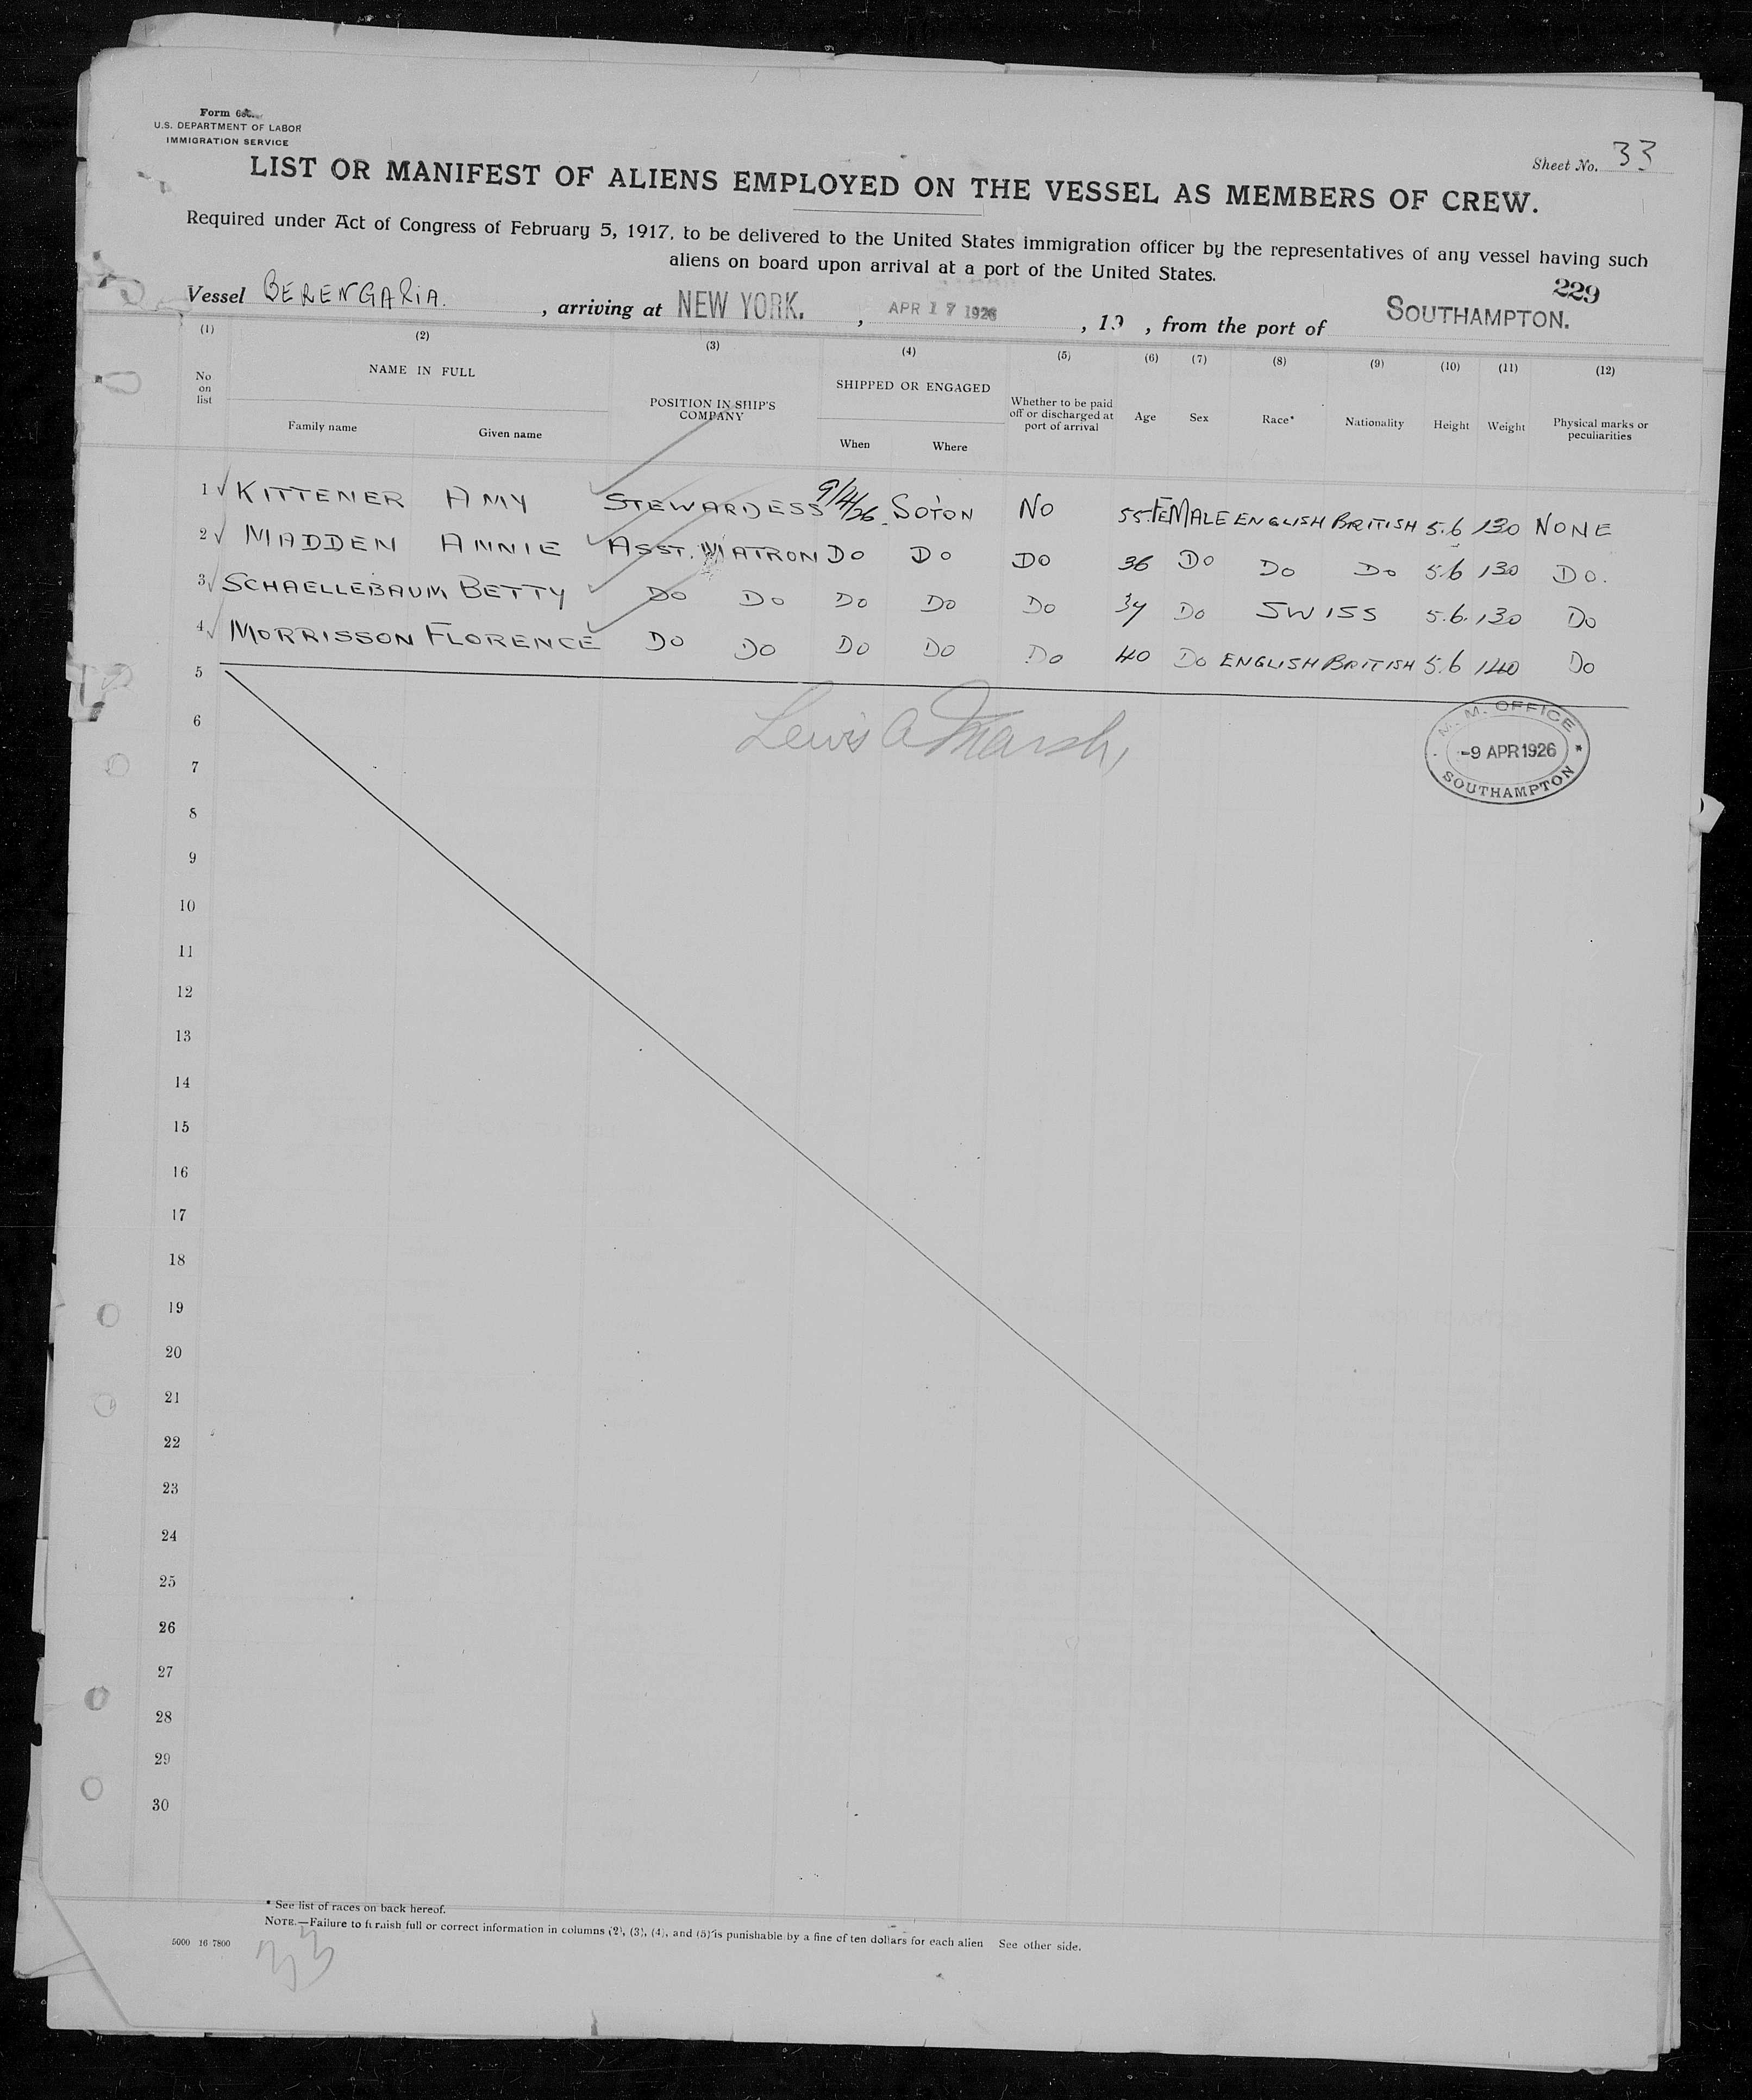 Form 680
U.S. DEPARTMENT OF LABOR
IMMIGRATION SERVICE
Sheet No. 33
LIST OR MANIFEST OF ALIENS EMPLOYED ON THE VESSEL AS MEMBERS OF CREW.
Required under Act of Congress of February 5, 1917, to be delivered to the United States immigration officer by the representatives of any vessel having such
aliens on board upon arrival at a port of the United States.
229
Vessel BERENGARIA. , arriving at NEW YORK. , APR 17 1926 , 19 , from the port of SOUTHAMPTON.
(1) (2) (3) (4) (5) (6) (7) (8) (9) (10) (11) (12)
No on list NAME IN FULL Family name Given name POSITION IN SHIP'S COMPANY SHIPPED OR ENGAGED When Where Whether to be paid off or discharged at port of arrival Age Sex Race* Nationality Height Weight Physical marks or peculiarities
1 KITTENER AMY STEWARDESS 9/4/26. SOTON NO 55 FEMALE ENGLISH BRITISH 5.6 130 NONE
2 MADDEN ANNIE ASST. MATRON DO DO DO 36 DO DO DO 5.6 130 DO.
3 SCHAELLEBAUM BETTY DO DO DO DO DO 34 DO SWISS 5.6. 130 DO
4 MORRISSON FLORENCE DO DO DO DO DO 40 DO ENGLISH BRITISH 5.6 140 DO
5
Lewis A Marsh,
M. M. OFFICE
-9 APR 1926
SOUTHAMPTON
6
7
8
9
10
11
12
13
14
15
16
17
18
19
20
21
22
23
24
25
26
27
28
29
30
* See list of races on back hereof.
NOTE.—Failure to furnish full or correct information in columns (2), (3), (4), and (5) is punishable by a fine of ten dollars for each alien See other side.
5000 16 7800
33